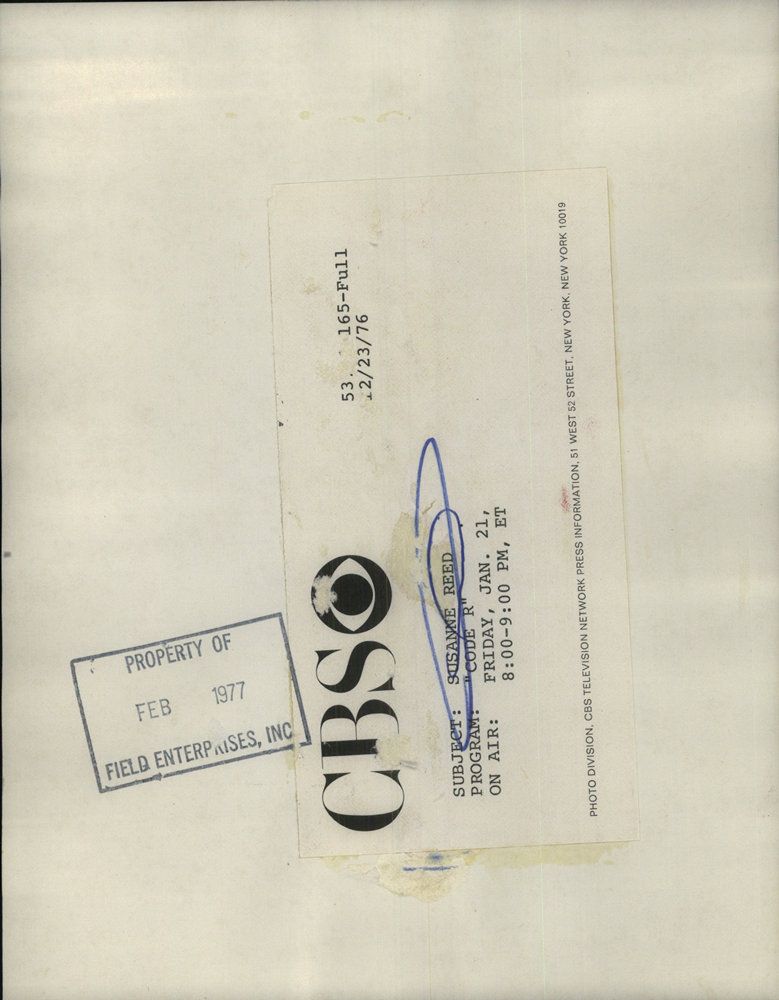 PROPERTY OF
FEB 1977
FIELD ENTERPRISES, INC
CBS
53. 165-Full
12/23/76
SUBJECT: SUSANNE REED
PROGRAM: "CODE R"
ON AIR: FRIDAY, JAN. 21,
8:00-9:00 PM, ET
PHOTO DIVISION, CBS TELEVISION NETWORK PRESS INFORMATION, 51 WEST 52 STREET, NEW YORK, NEW YORK 10019